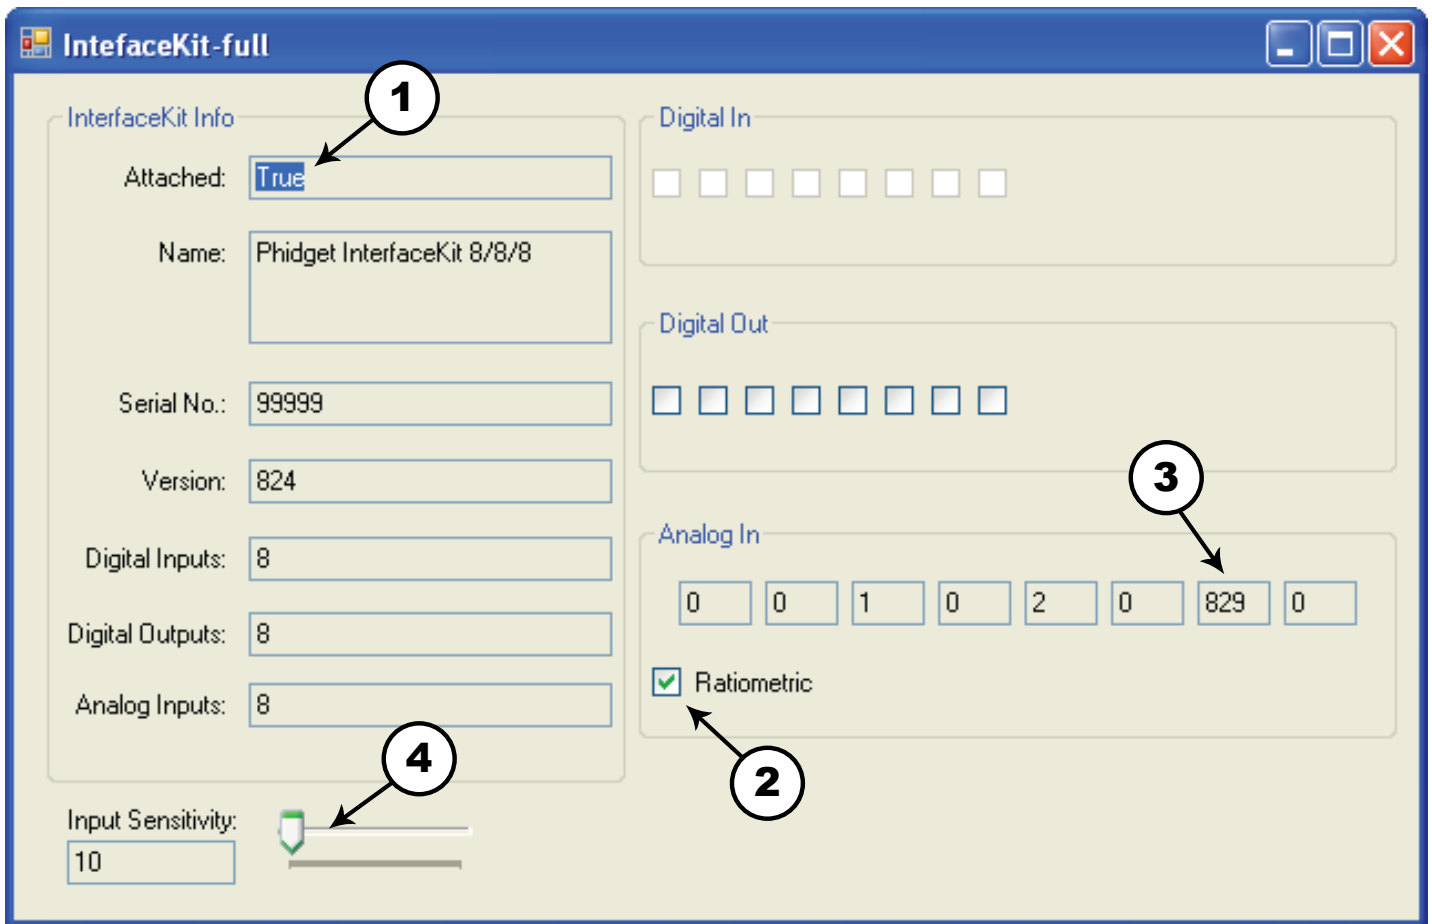 IntefaceKit-full
1
InterfaceKit Info
Attached: True
Name: Phidget InterfaceKit 8/8/8
Serial No.: 99999
Version: 824
Digital Inputs: 8
Digital Outputs: 8
Analog Inputs: 8
4
Input Sensitivity:
10
Digital In
Digital Out
3
Analog In
0 0 1 0 2 0 829 0
Ratiometric
2